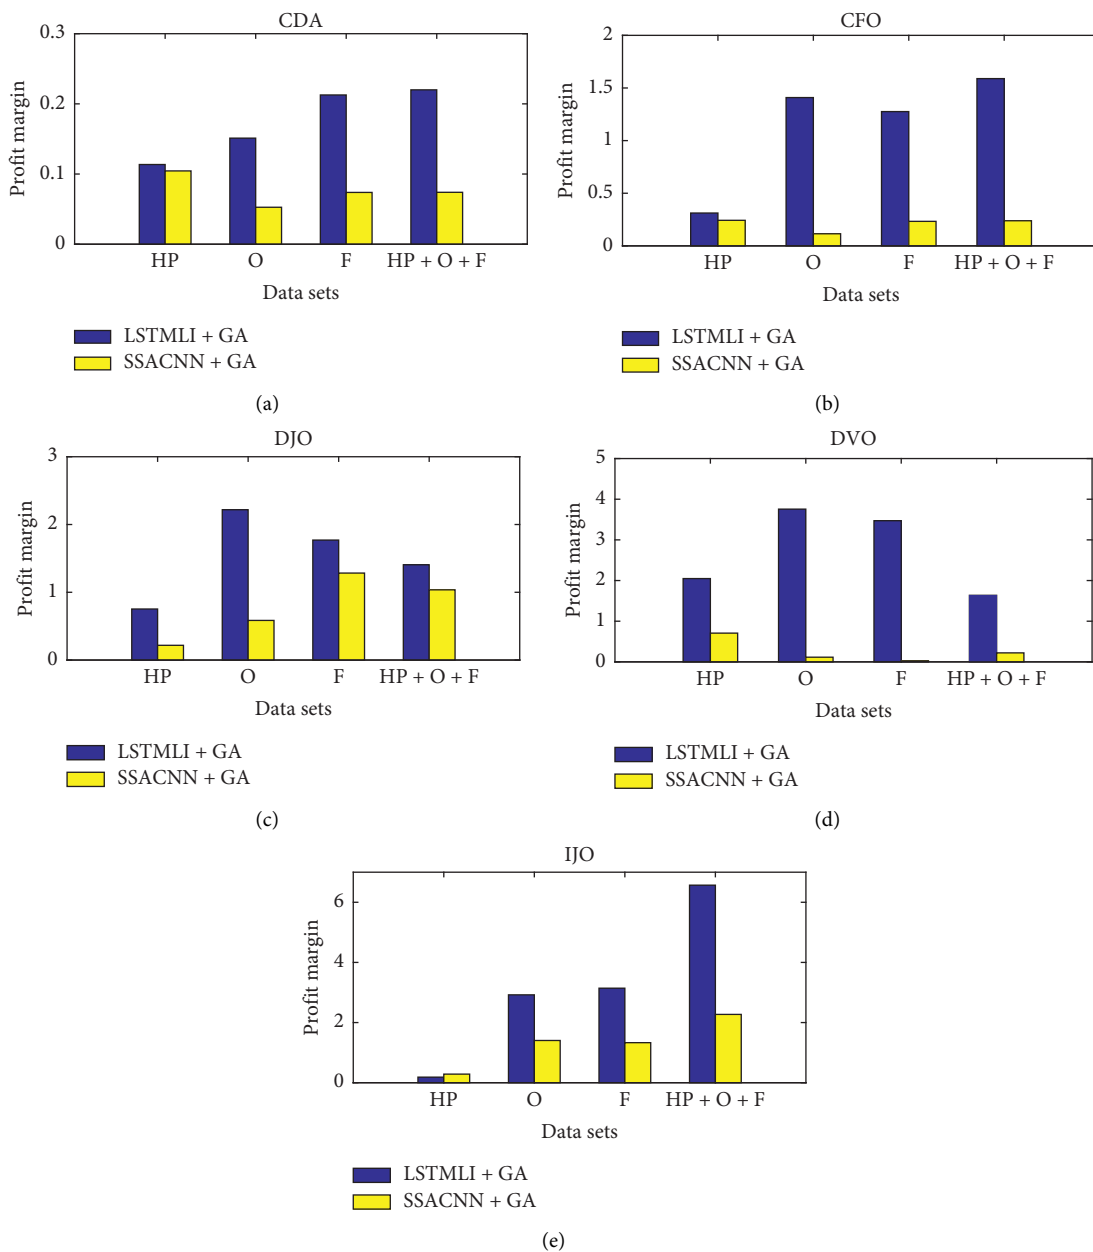 CDA
Profit margin
0.3
0.2
0.1
0
HP O F HP + O + F
Data sets
LSTMLI + GA
SSACNN + GA
(a)
CFO
Profit margin
2
1.5
1
0.5
0
HP O F HP + O + F
Data sets
LSTMLI + GA
SSACNN + GA
(b)
DJO
Profit margin
3
2
1
0
HP O F HP + O + F
Data sets
LSTMLI + GA
SSACNN + GA
(c)
DVO
Profit margin
5
4
3
2
1
0
HP O F HP + O + F
Data sets
LSTMLI + GA
SSACNN + GA
(d)
IJO
Profit margin
6
4
2
0
HP O F HP + O + F
Data sets
LSTMLI + GA
SSACNN + GA
(e)